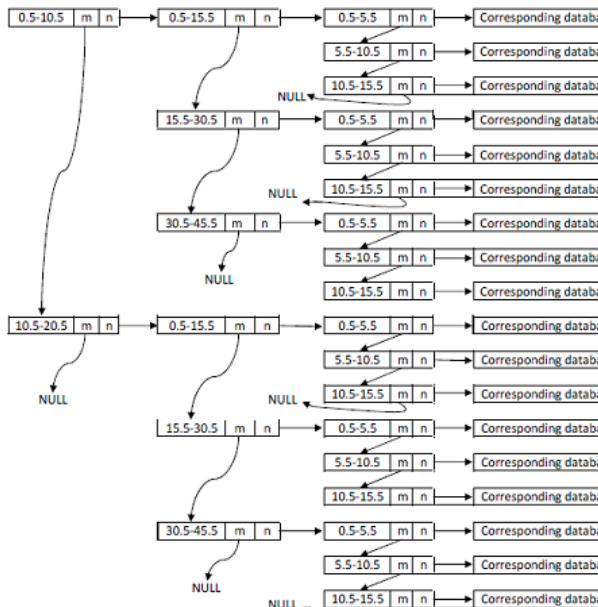 0.5-10.5 m n 0.5-15.5 m n 0.5-5.5 m n Corresponding databa
5.5-10.5 m n Corresponding databa
10.5-15.5 m n Corresponding databa
NULL
15.5-30.5 m n 0.5-5.5 m n Corresponding databa
5.5-10.5 m n Corresponding databa
10.5-15.5 m n Corresponding databa
NULL
30.5-45.5 m n 0.5-5.5 m n Corresponding databa
5.5-10.5 m n Corresponding databa
NULL
10.5-15.5 m n Corresponding databa
10.5-20.5 m n 0.5-15.5 m n 0.5-5.5 m n Corresponding databa
5.5-10.5 m n Corresponding databa
10.5-15.5 m n Corresponding databa
NULL NULL
15.5-30.5 m n 0.5-5.5 m n Corresponding databa
5.5-10.5 m n Corresponding databa
10.5-15.5 m n Corresponding databa
30.5-45.5 m n 0.5-5.5 m n Corresponding databa
5.5-10.5 m n Corresponding databa
NULL
10.5-15.5 m n Corresponding databa
NULL